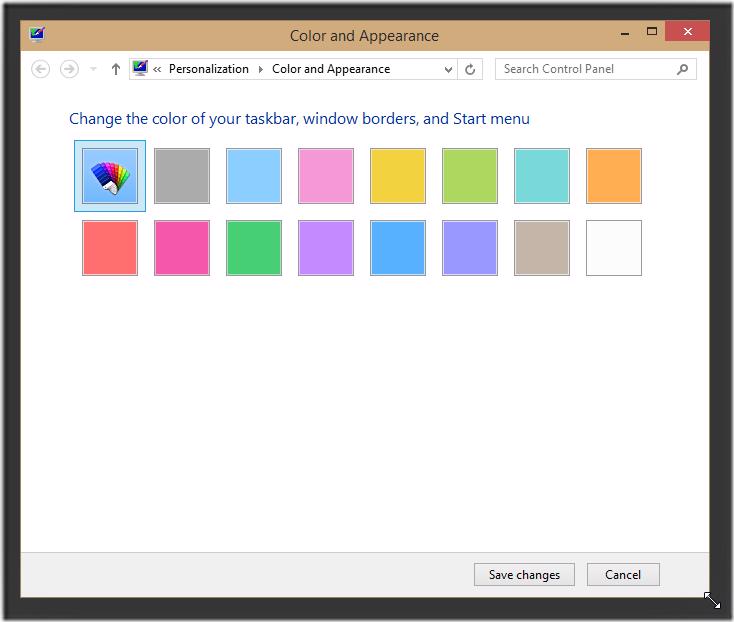 Color and Appearance
« Personalization Color and Appearance
Search Control Panel
Change the color of your taskbar, window borders, and Start menu
Save changes
Cancel